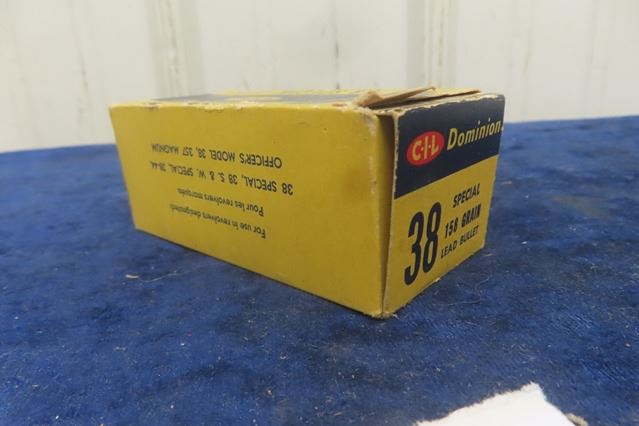 C-I-L Dominion
38
SPECIAL
158 GRAIN
LEAD BULLET
For use in revolvers designated:
Pour les revolvers marqués:
38 SPECIAL, 38 S. & W. SPECIAL, 38-44,
OFFICER'S MODEL 38, 357 MAGNUM